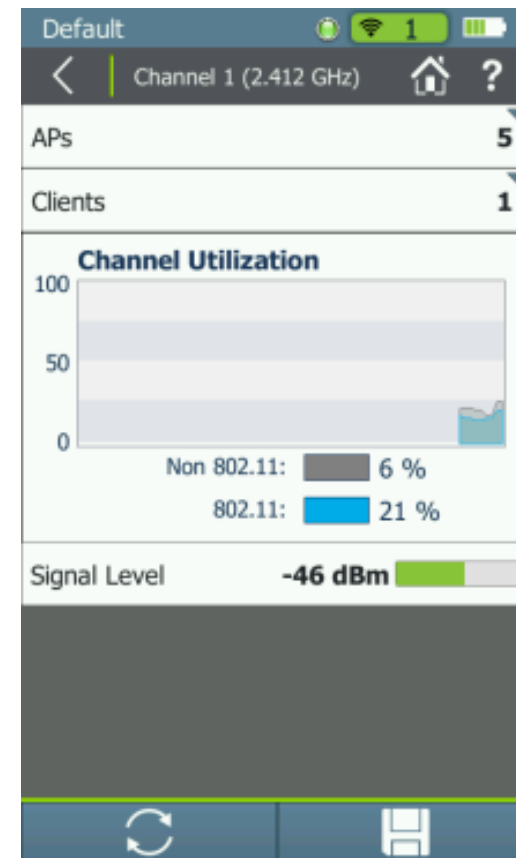 Default 1
Channel 1 (2.412 GHz) ?
APs 5
Clients 1
Channel Utilization
100
50
0
Non 802.11: 6 %
802.11: 21 %
Signal Level -46 dBm